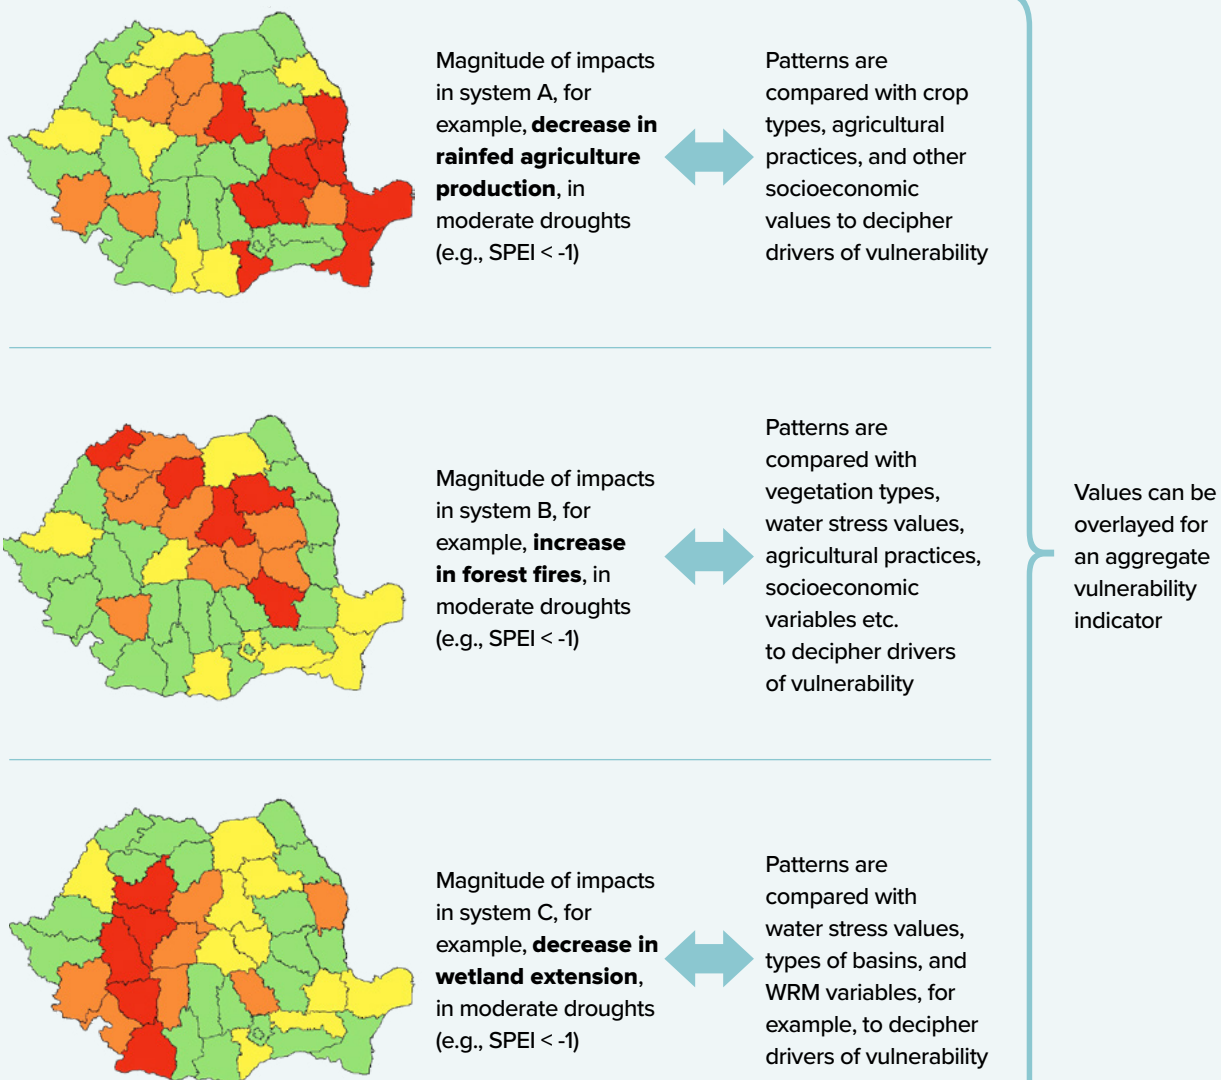 Magnitude of impacts
in system A, for
example, decrease in
rainfed agriculture
production, in
moderate droughts
(e.g., SPEI < -1)
Patterns are
compared with crop
types, agricultural
practices, and other
socioeconomic
values to decipher
drivers of vulnerability
Magnitude of impacts
in system B, for
example, increase
in forest fires, in
moderate droughts
(e.g., SPEI < -1)
Patterns are
compared with
vegetation types,
water stress values,
agricultural practices,
socioeconomic
variables etc.
to decipher drivers
of vulnerability
Magnitude of impacts
in system C, for
example, decrease in
wetland extension,
in moderate droughts
(e.g., SPEI < -1)
Patterns are
compared with
water stress values,
types of basins, and
WRM variables, for
example, to decipher
drivers of vulnerability
Values can be
overlayed for
an aggregate
vulnerability
indicator